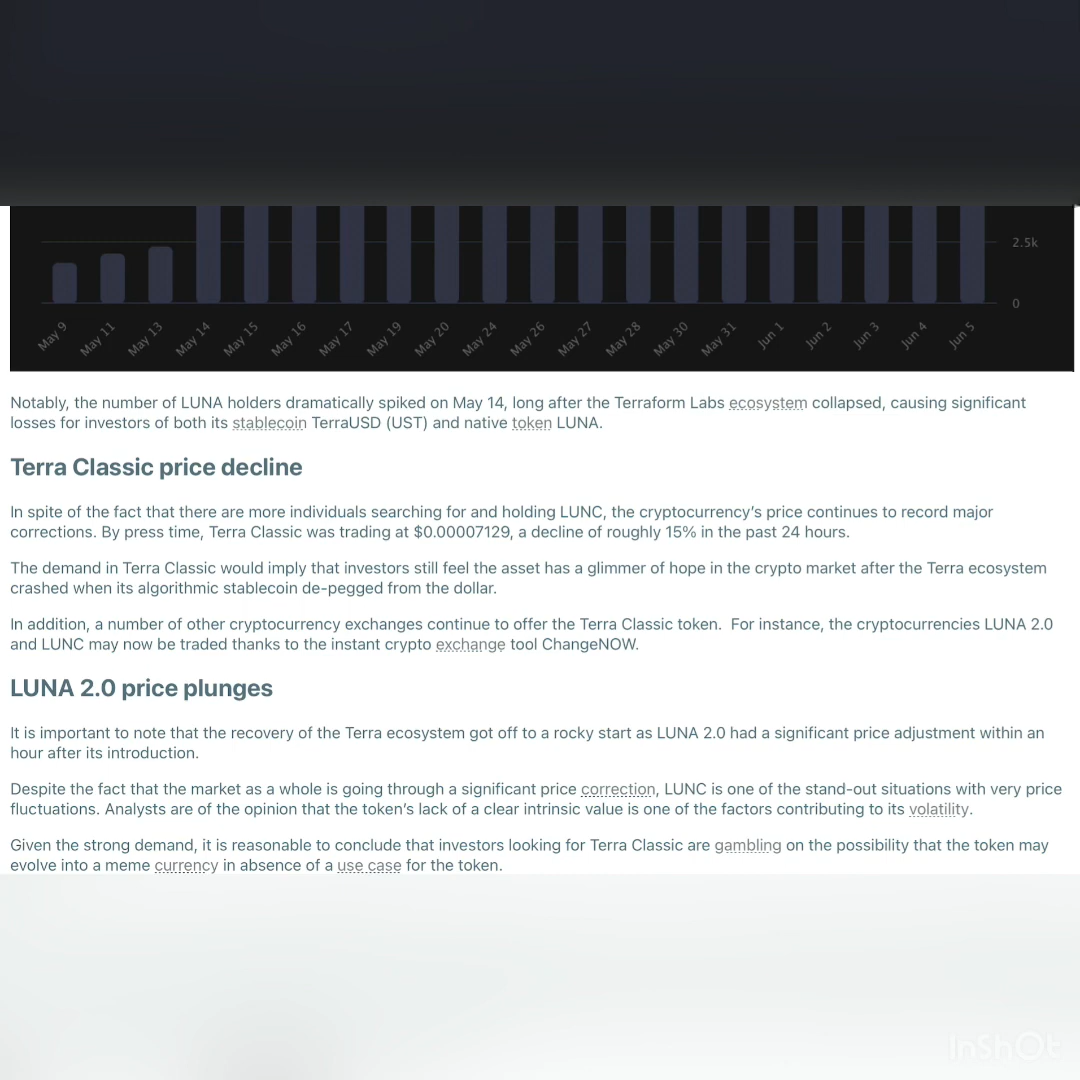 2.5k
0
May 9 May 11 May 13 May 14 May 15 May 16 May 17 May 19 May 20 May 24 May 26 May 27 May 28 May 30 May 31 Jun 1 Jun 2 Jun 3 Jun 4 Jun 5
Notably, the number of LUNA holders dramatically spiked on May 14, long after the Terraform Labs ecosystem collapsed, causing significant
losses for investors of both its stablecoin TerraUSD (UST) and native token LUNA.
Terra Classic price decline
In spite of the fact that there are more individuals searching for and holding LUNC, the cryptocurrency's price continues to record major
corrections. By press time, Terra Classic was trading at $0.00007129, a decline of roughly 15% in the past 24 hours.
The demand in Terra Classic would imply that investors still feel the asset has a glimmer of hope in the crypto market after the Terra ecosystem
crashed when its algorithmic stablecoin de-pegged from the dollar.
In addition, a number of other cryptocurrency exchanges continue to offer the Terra Classic token.  For instance, the cryptocurrencies LUNA 2.0
and LUNC may now be traded thanks to the instant crypto exchange tool ChangeNOW.
LUNA 2.0 price plunges
It is important to note that the recovery of the Terra ecosystem got off to a rocky start as LUNA 2.0 had a significant price adjustment within an
hour after its introduction.
Despite the fact that the market as a whole is going through a significant price correction, LUNC is one of the stand-out situations with very price
fluctuations. Analysts are of the opinion that the token's lack of a clear intrinsic value is one of the factors contributing to its volatility.
Given the strong demand, it is reasonable to conclude that investors looking for Terra Classic are gambling on the possibility that the token may
evolve into a meme currency in absence of a use case for the token.
InShOt